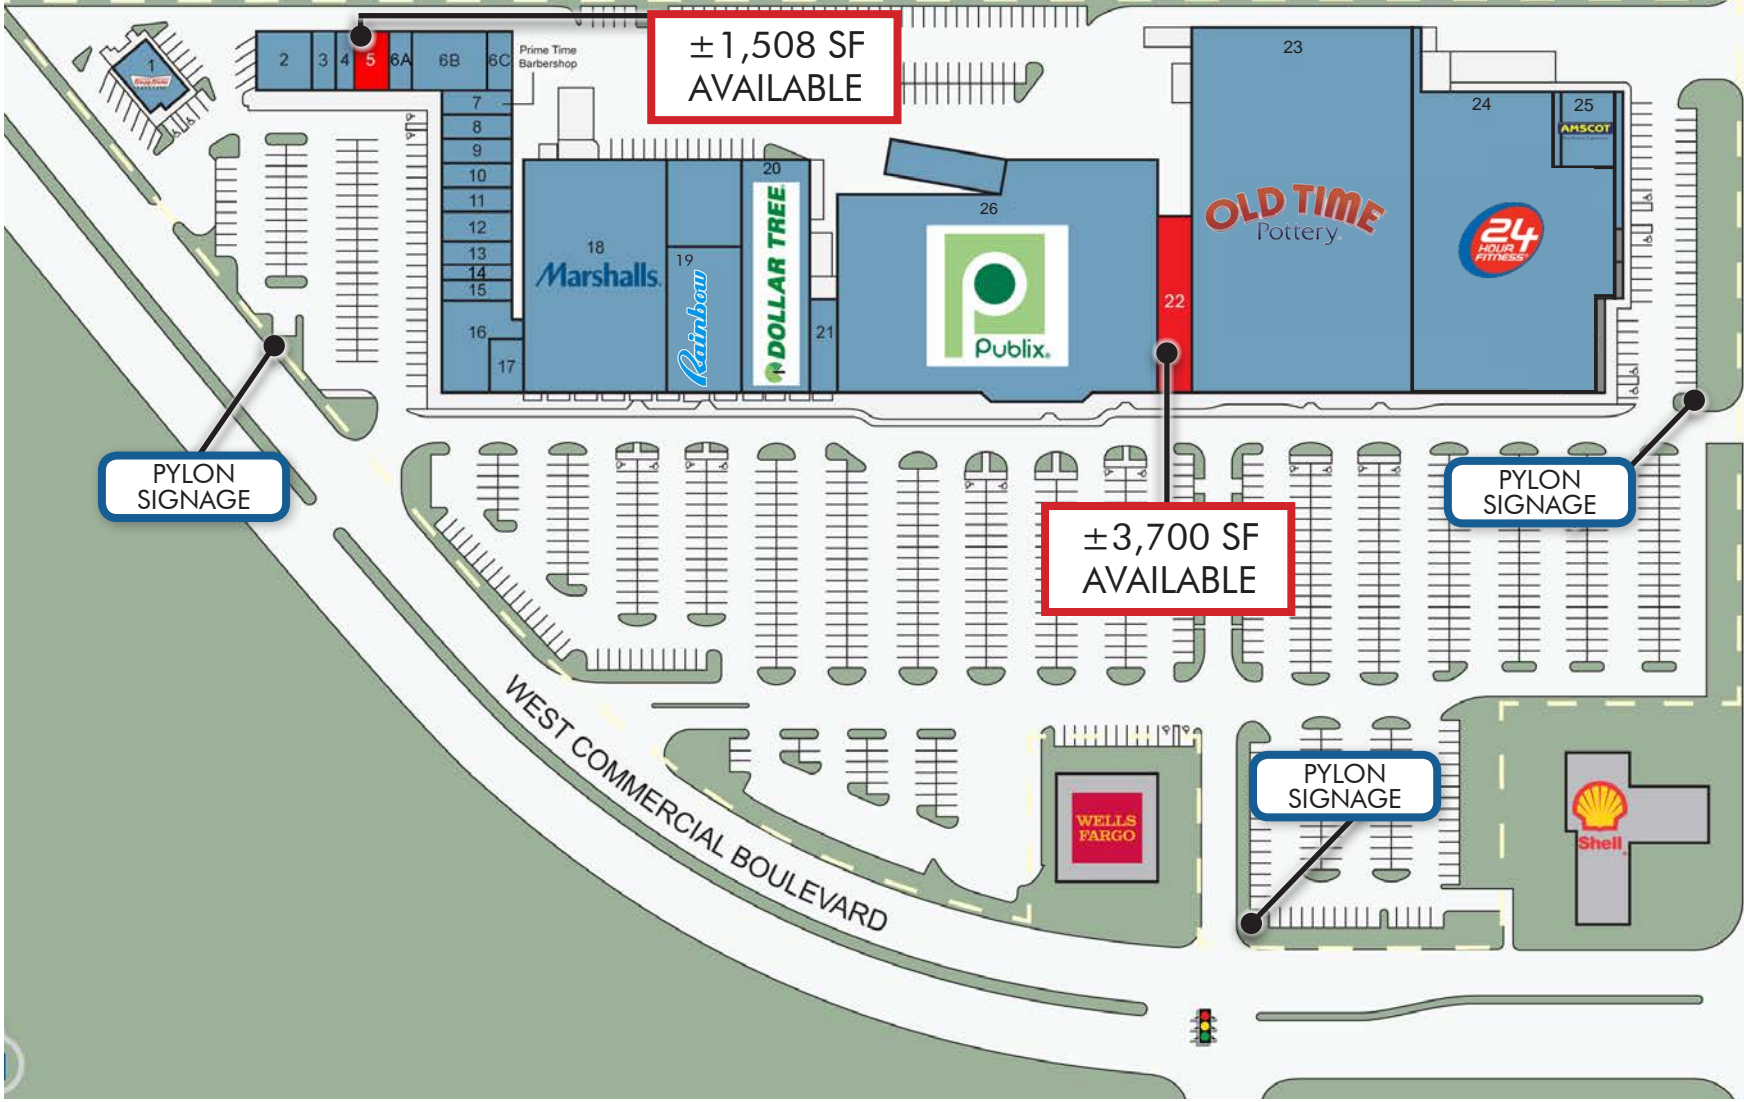 ±1,508 SF
AVAILABLE
1
2
3
4
5
6A
6B
6C
Prime Time
Barbershop
7
8
9
10
11
12
13
14
15
16
17
18
Marshalls.
19
Rainbow
20
DOLLAR TREE
21
26
Publix.
22
23
OLD TIME
Pottery
24
24
HOUR
FITNESS
25
AMSCOT
PYLON
SIGNAGE
±3,700 SF
AVAILABLE
PYLON
SIGNAGE
WEST COMMERCIAL BOULEVARD
WELLS
FARGO
PYLON
SIGNAGE
Shell